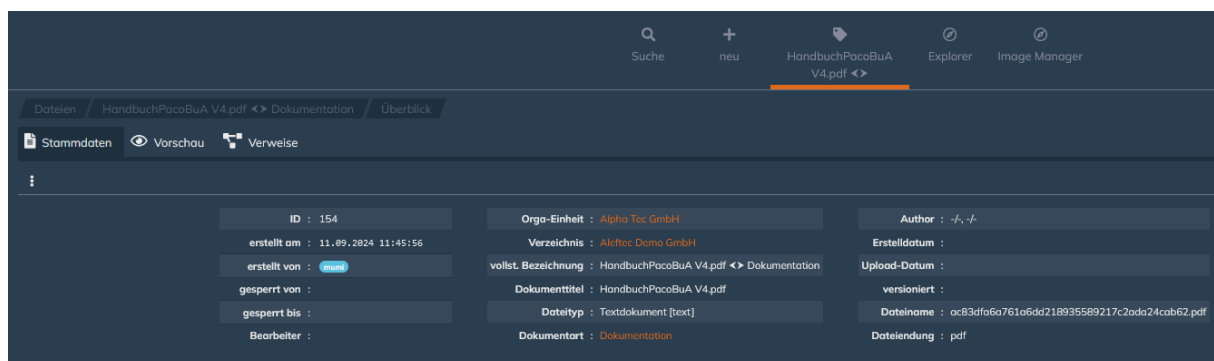 Suche
neu
HandbuchPacoBuA
V4.pdf <>
Explorer
Image Manager
Dateien / HandbuchPacoBuA V4.pdf <> Dokumentation / Überblick
Stammdaten Vorschau Verweise
ID : 154
erstellt am : 11.09.2024 11:45:56
erstellt von : mumi
gesperrt von :
gesperrt bis :
Bearbeiter :
Orga-Einheit : Alpha Tec GmbH
Verzeichnis : Aleftec Demo GmbH
vollst. Bezeichnung : HandbuchPacoBuA V4.pdf <> Dokumentation
Dokumenttitel : HandbuchPacoBuA V4.pdf
Dateityp : Textdokument [text]
Dokumentart : Dokumentation
Author : -/-, -/-
Erstelldatum :
Upload-Datum :
versioniert :
Dateiname : ac83dfa6a761a6dd218935589217c2ada24cab62.pdf
Dateiendung : pdf